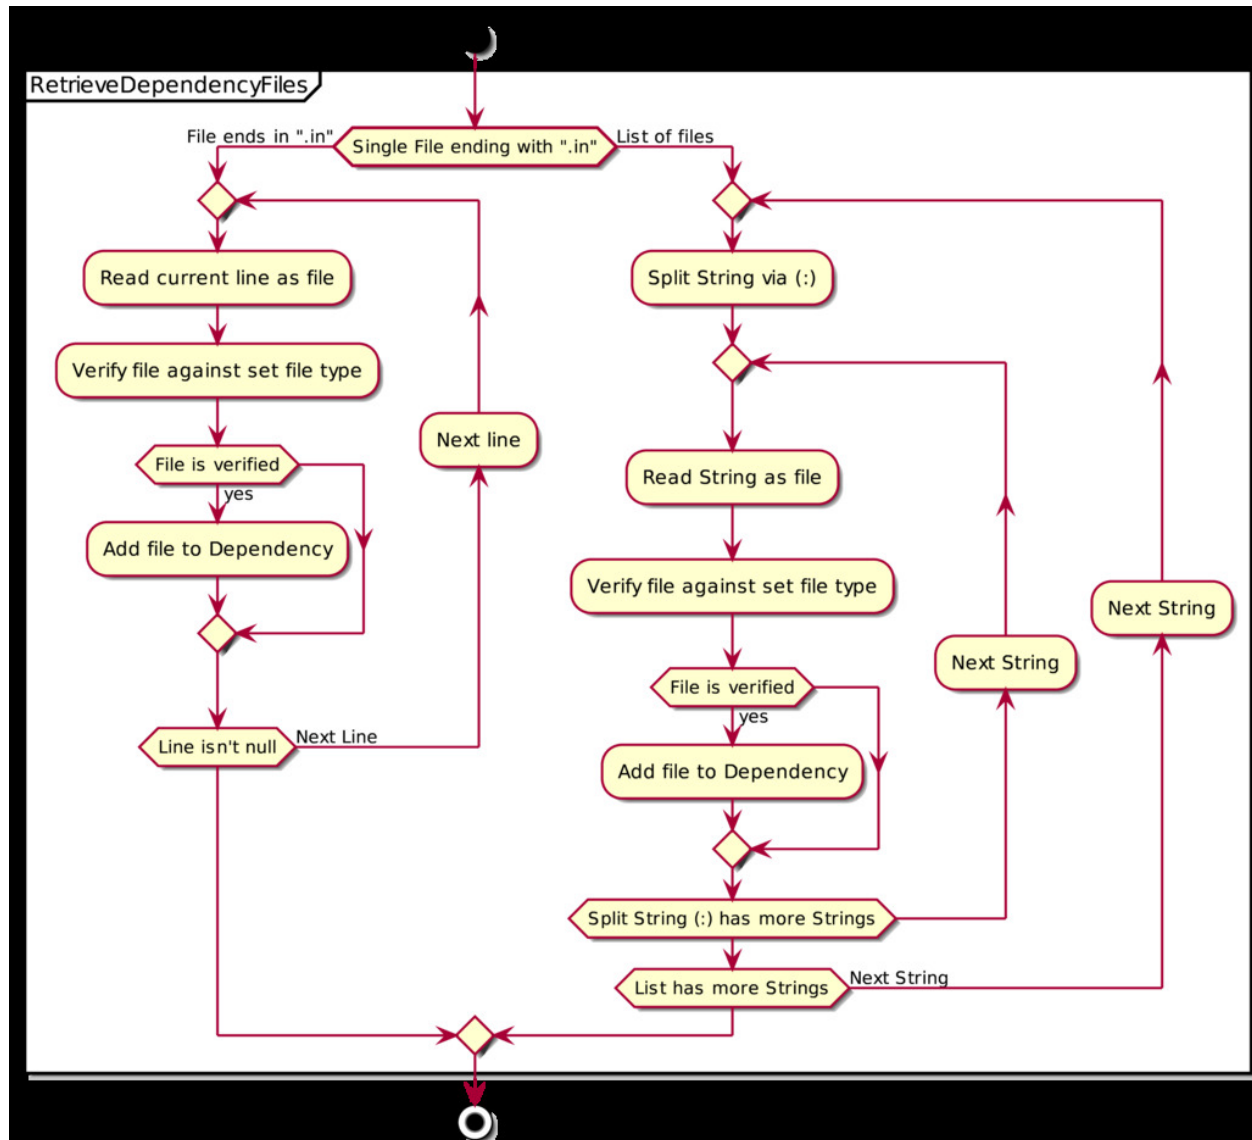 RetrieveDependencyFiles
File ends in ".in"
Single File ending with ".in"
List of files
Read current line as file
Verify file against set file type
File is verified
yes
Add file to Dependency
Line isn't null
Next Line
Next line
Split String via (:)
Read String as file
Verify file against set file type
File is verified
yes
Add file to Dependency
Split String (:) has more Strings
Next String
List has more Strings
Next String
Next String